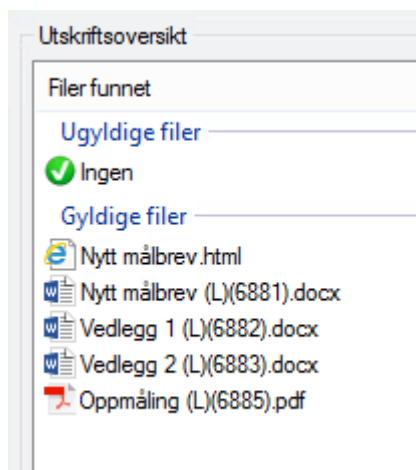 Utskriftsoversikt
Filer funnet
Ugyldige filer
Ingen
Gyldige filer
Nytt målbrev.html
Nytt målbrev (L)(6881).docx
Vedlegg 1 (L)(6882).docx
Vedlegg 2 (L)(6883).docx
Oppmåling (L)(6885).pdf